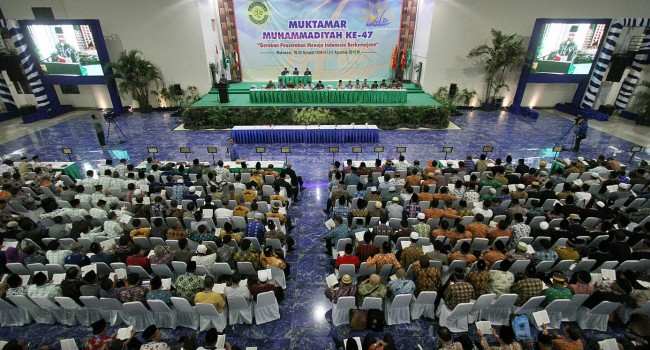 MUKTAMAR
MUHAMMADIYAH KE-47
"Gerakan Pencerahan Menuju Indonesia Berkemajuan"